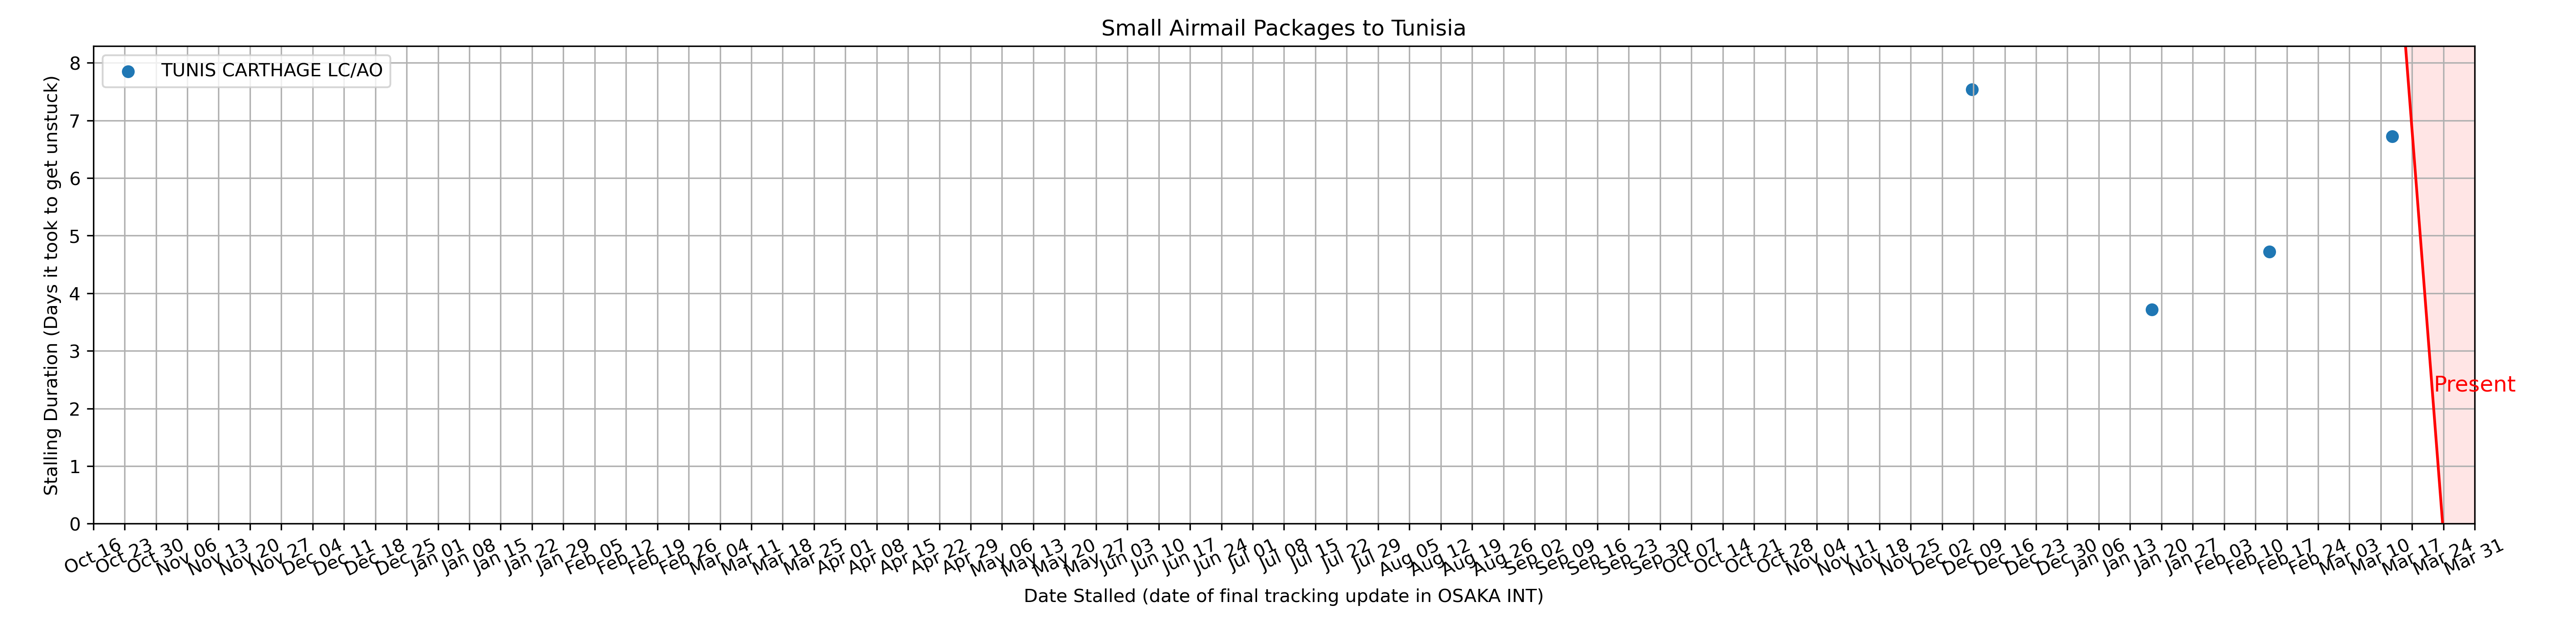 Small Airmail Packages to Tunisia
TUNIS CARTHAGE LC/AO
Stalling Duration (Days it took to get unstuck)
8
7
6
5
4
3
2
1
0
Present
Oct 16
Oct 23
Oct 30
Nov 06
Nov 13
Nov 20
Nov 27
Dec 04
Dec 11
Dec 18
Dec 25
Jan 01
Jan 08
Jan 15
Jan 22
Jan 29
Feb 05
Feb 12
Feb 19
Feb 26
Mar 04
Mar 11
Mar 18
Mar 25
Apr 01
Apr 08
Apr 15
Apr 22
Apr 29
May 06
May 13
May 20
May 27
Jun 03
Jun 10
Jun 17
Jun 24
Jul 01
Jul 08
Jul 15
Jul 22
Jul 29
Aug 05
Aug 12
Aug 19
Aug 26
Sep 02
Sep 09
Sep 16
Sep 23
Sep 30
Oct 07
Oct 14
Oct 21
Oct 28
Nov 04
Nov 11
Nov 18
Nov 25
Dec 02
Dec 09
Dec 16
Dec 23
Dec 30
Jan 06
Jan 13
Jan 20
Jan 27
Feb 03
Feb 10
Feb 17
Feb 24
Mar 03
Mar 10
Mar 17
Mar 24
Mar 31
Date Stalled (date of final tracking update in OSAKA INT)